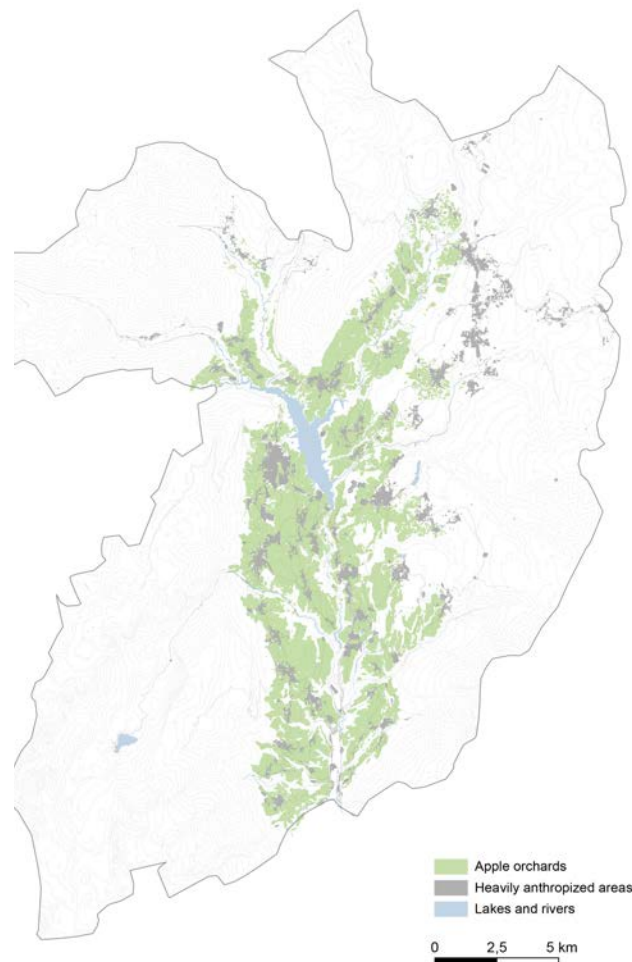 Apple orchards
Heavily anthropized areas
Lakes and rivers
0 2,5 5 km